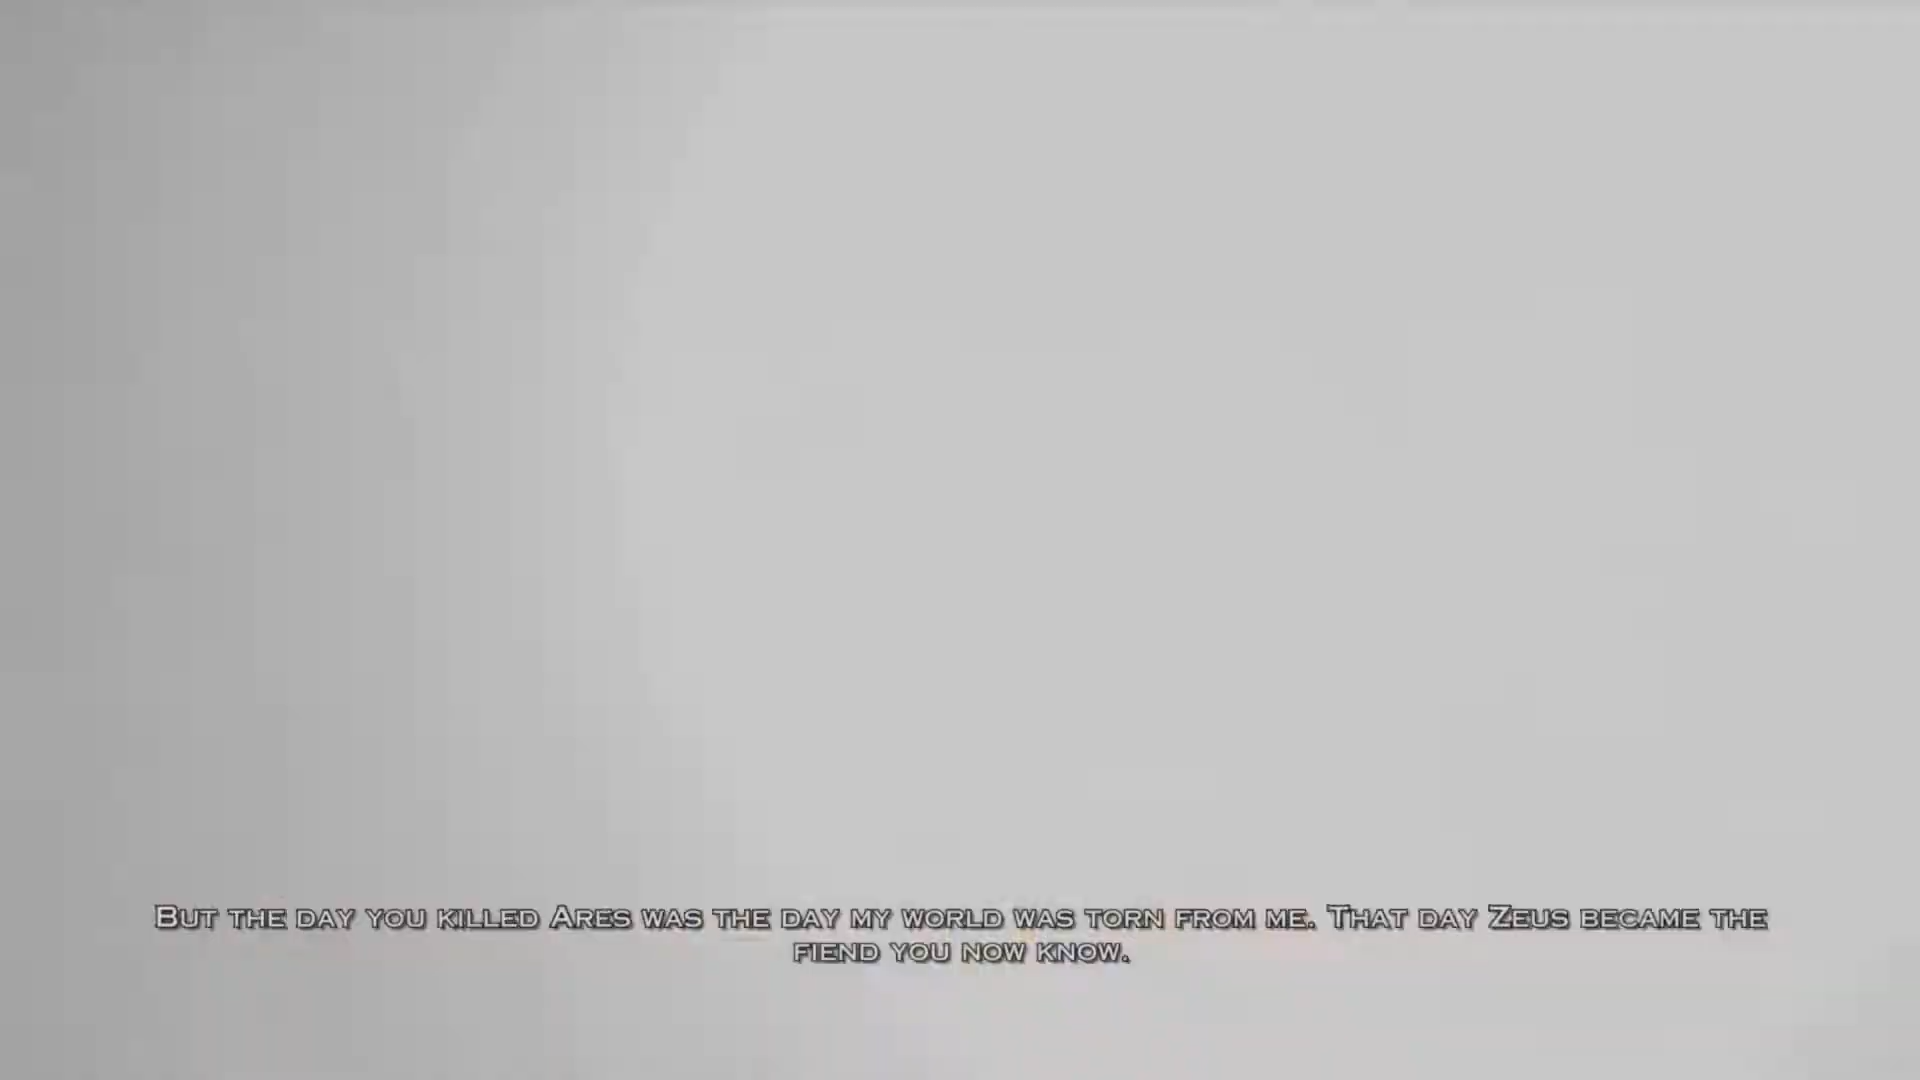 But the day you killed Ares was the day my world was torn from me. That day Zeus became the
fiend you now know.